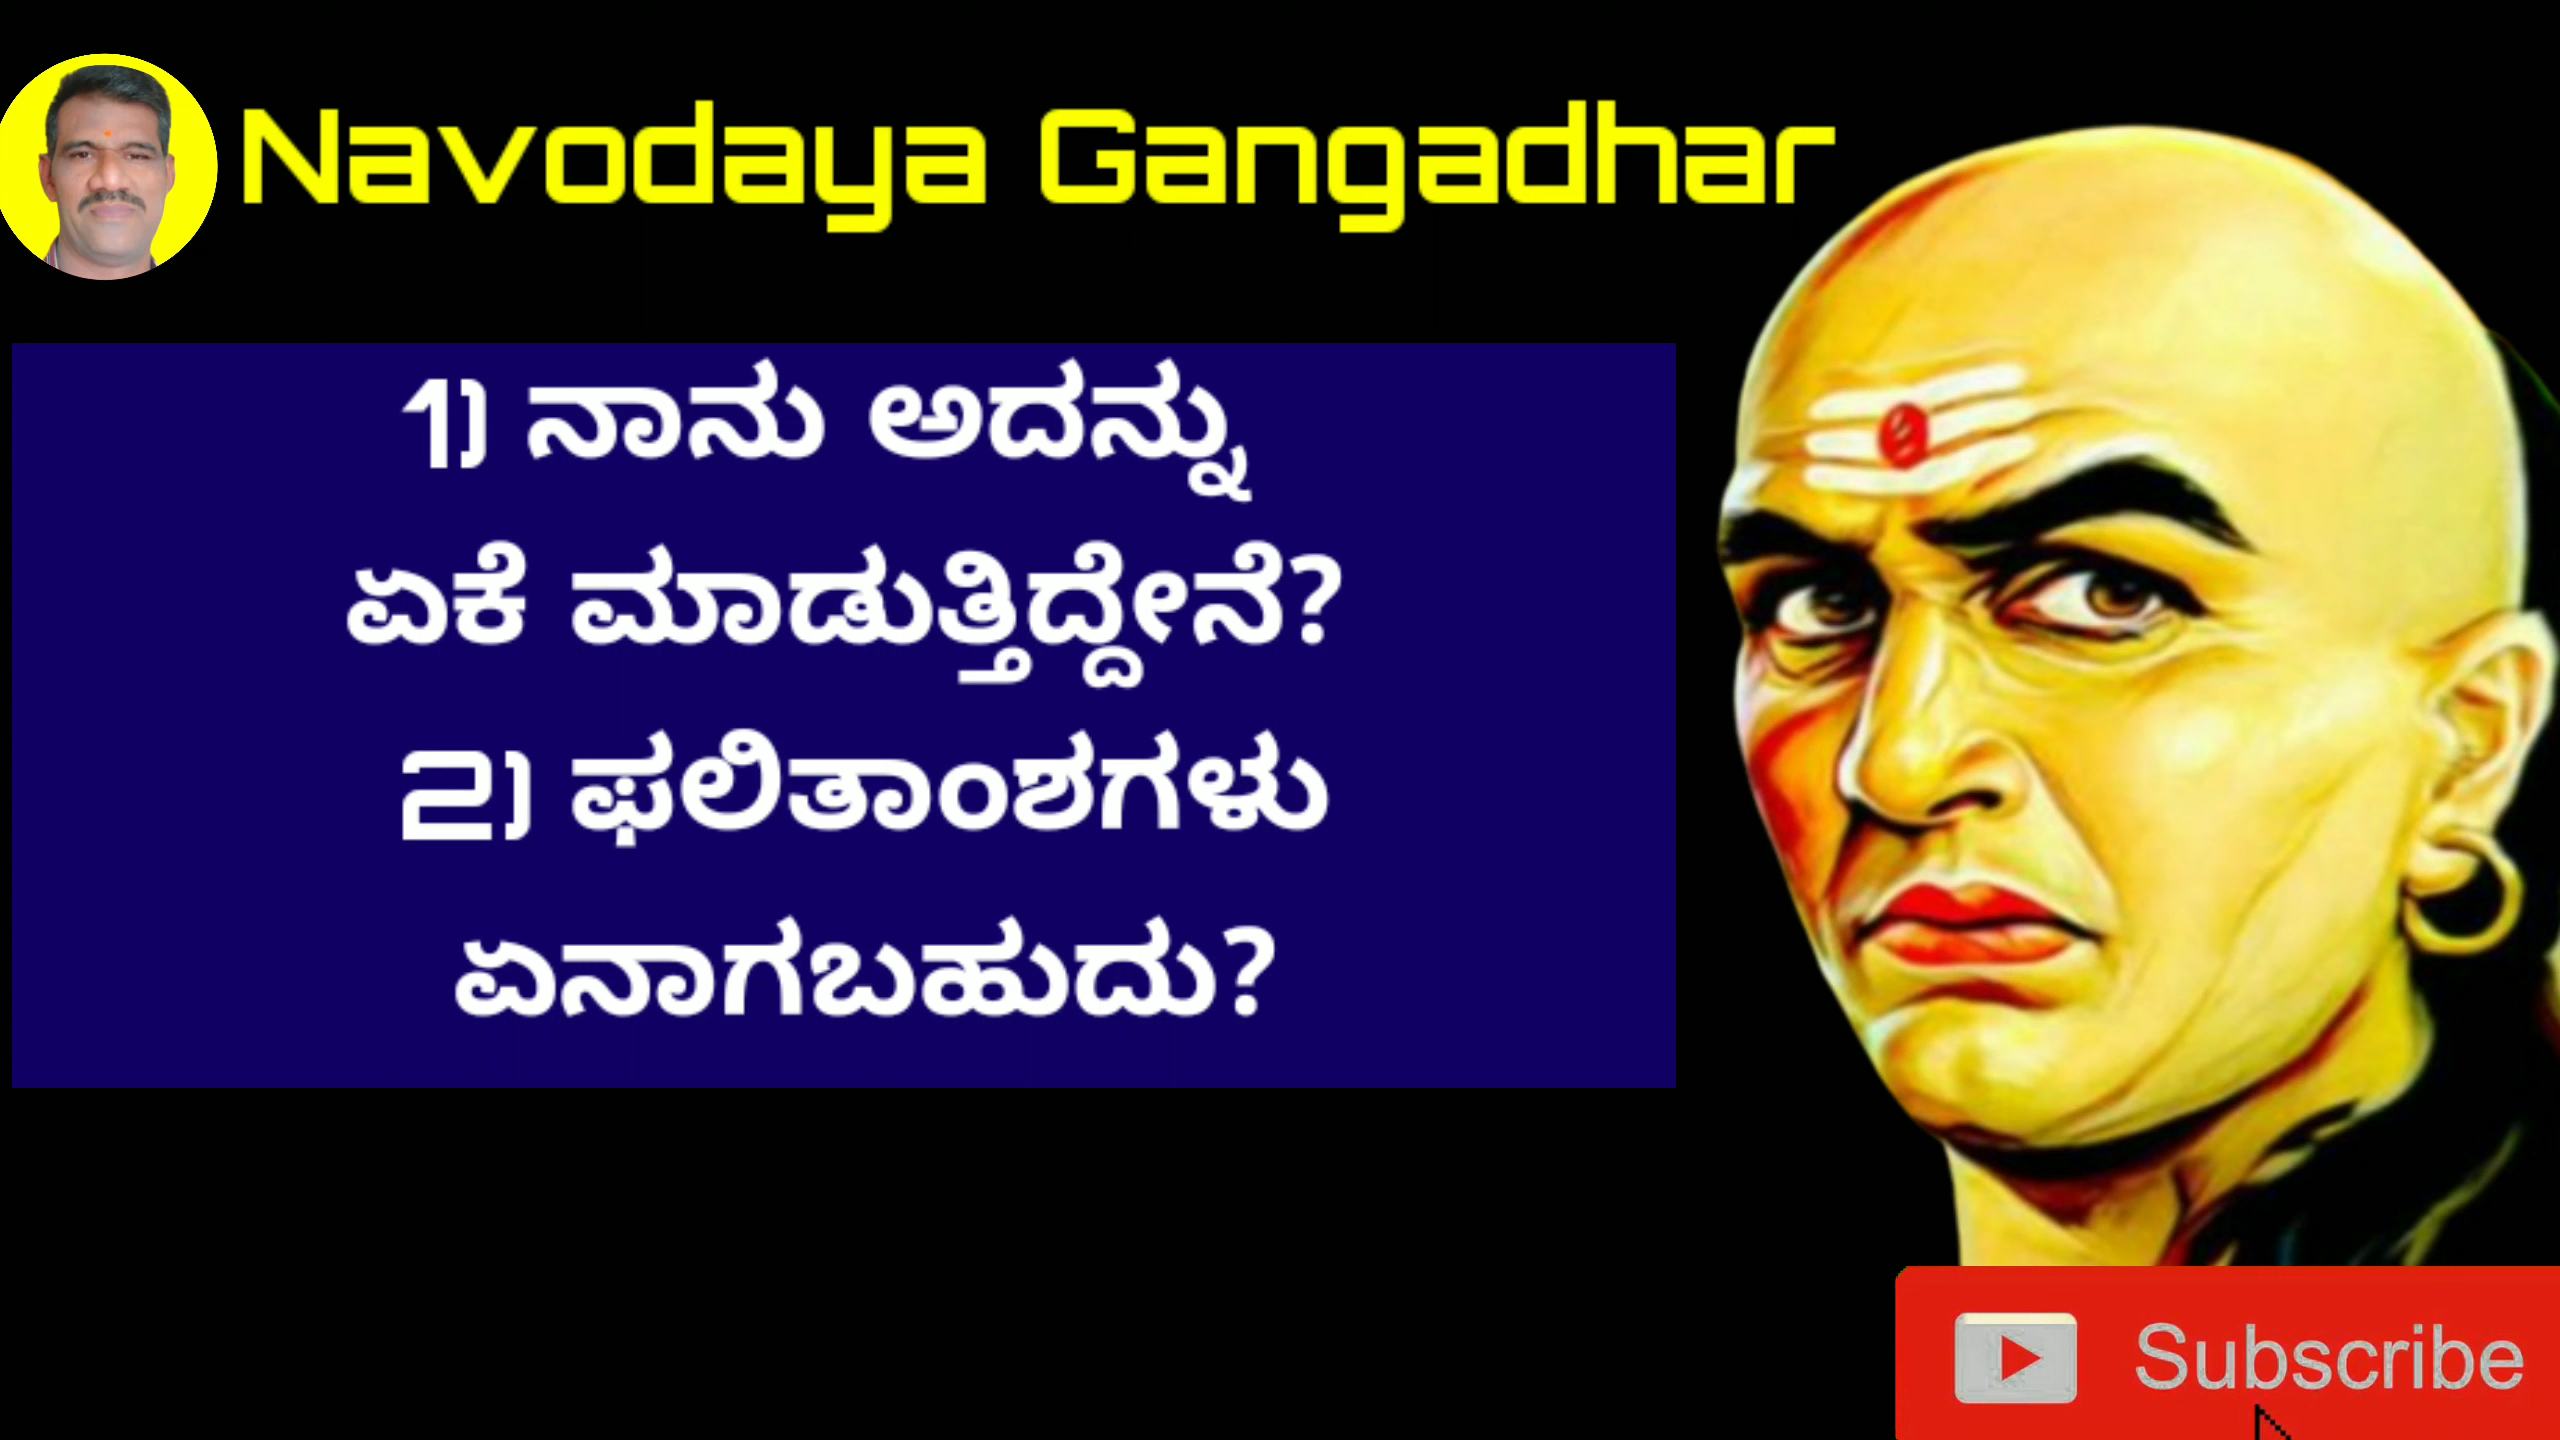 Navodaya Gangadhar
1) ನಾನು ಅದನ್ನು
ಏಕೆ ಮಾಡುತ್ತಿದ್ದೇನೆ?
2) ಫಲಿತಾಂಶಗಳು
ಏನಾಗಬಹುದು?
Subscribe